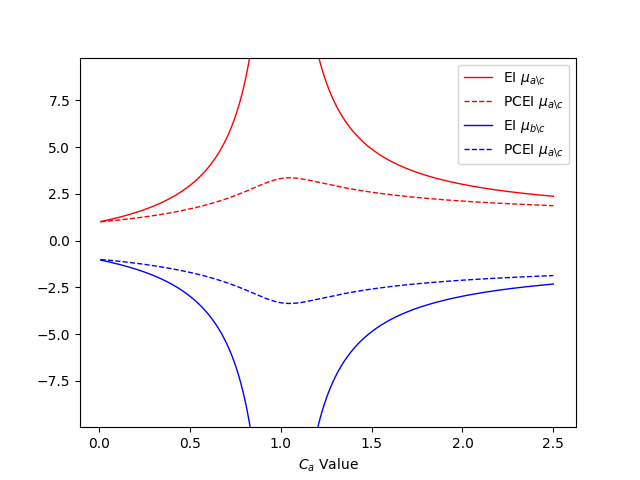 7.5
5.0
2.5
0.0
−2.5
−5.0
−7.5
0.0 0.5 1.0 1.5 2.0 2.5
C_a Value
EI μ_{a\c}
PCEI μ_{a\c}
EI μ_{b\c}
PCEI μ_{a\c}